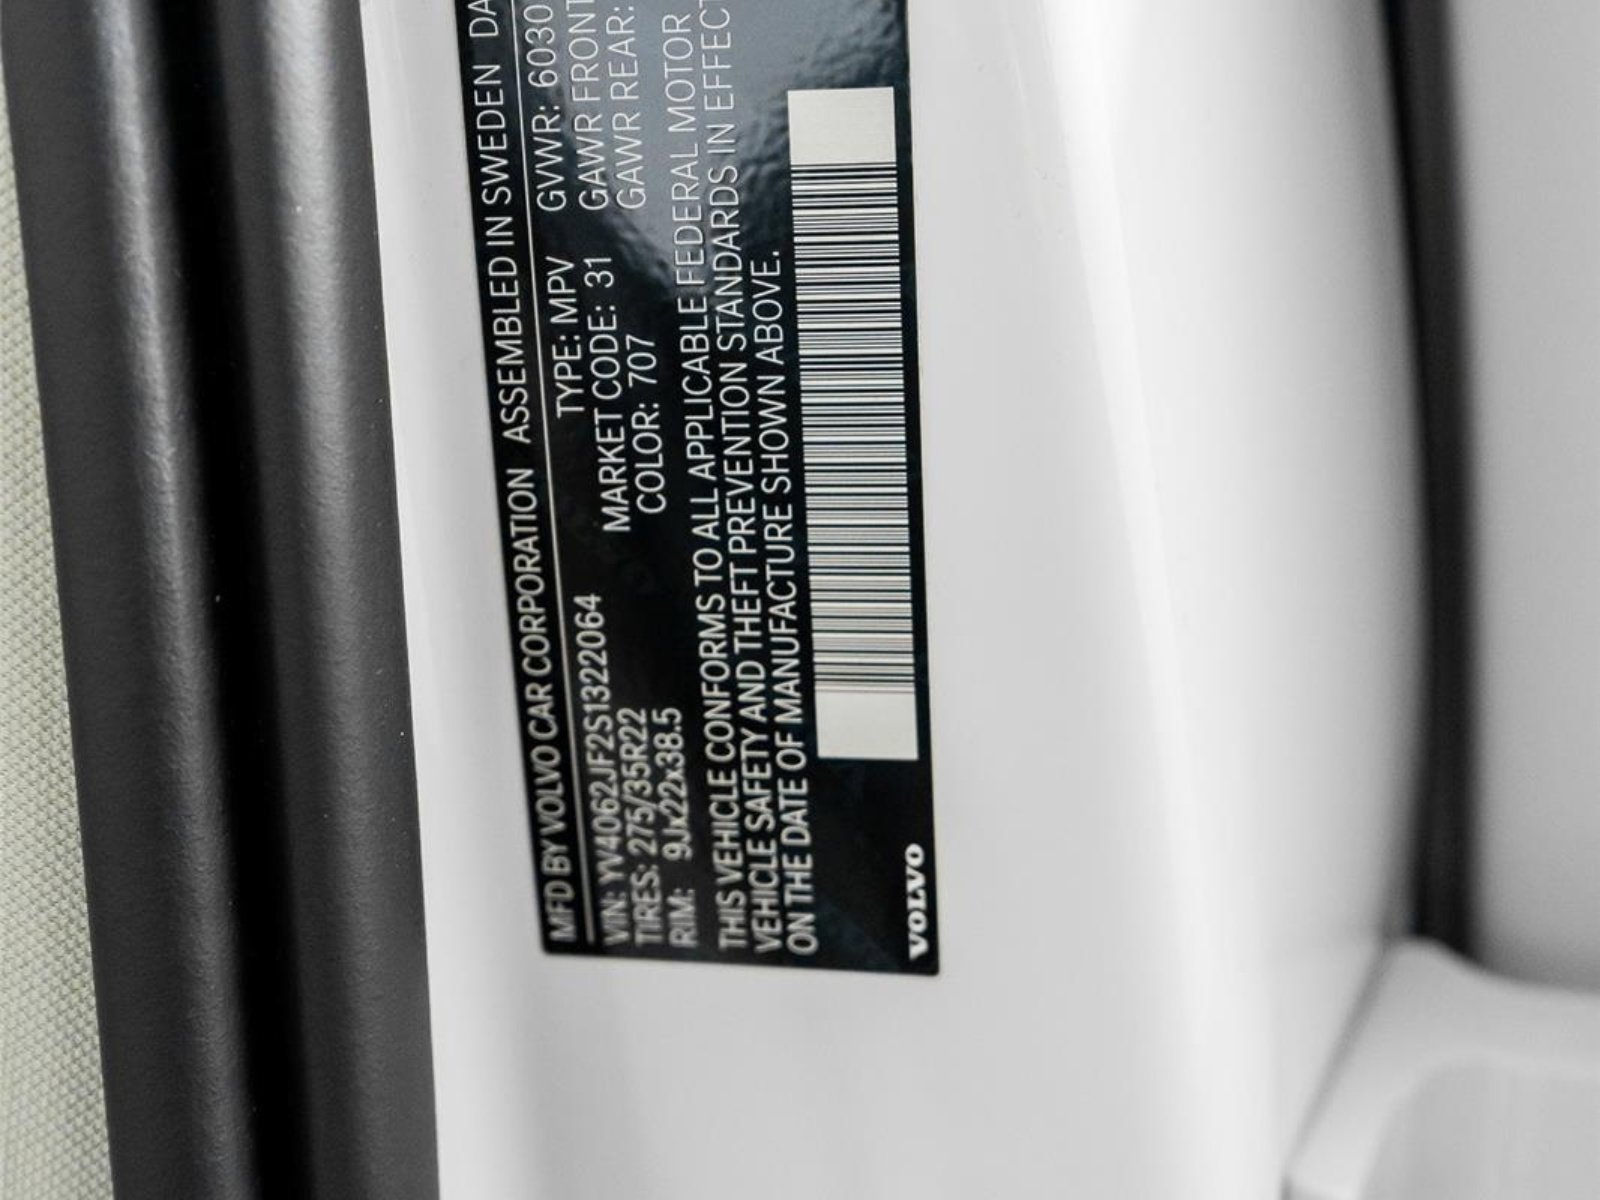 MFD BY VOLVO CAR CORPORATION ASSEMBLED IN SWEDEN DA
VIN: YV4062JF2S1322064 TYPE: MPV GVWR: 6030
TIRES: 275/35R22 MARKET CODE: 31 GAWR FRONT
RIM: 9Jx22x38.5 COLOR: 707 GAWR REAR:
THIS VEHICLE CONFORMS TO ALL APPLICABLE FEDERAL MOTOR
VEHICLE SAFETY AND THEFT PREVENTION STANDARDS IN EFFECT
ON THE DATE OF MANUFACTURE SHOWN ABOVE.
VOLVO